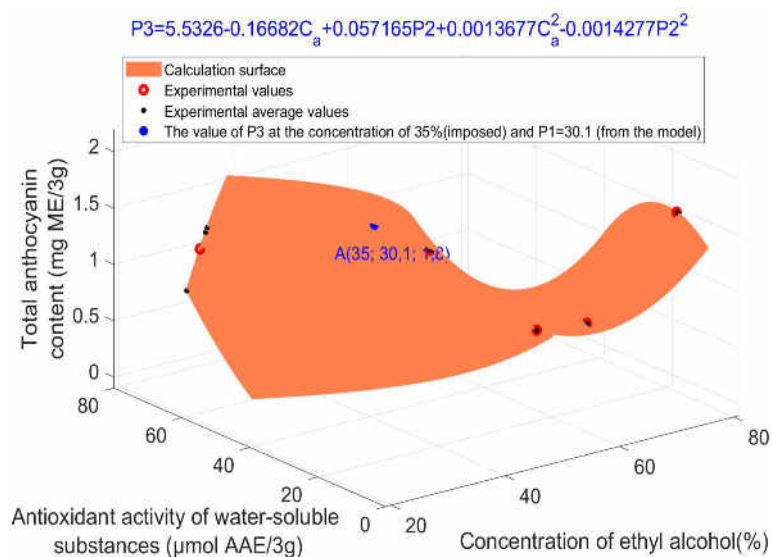 P3=5.5326-0.16682C_a+0.057165P2+0.0013677C_a^2-0.0014277P2^2
Calculation surface
Experimental values
Experimental average values
The value of P3 at the concentration of 35%(imposed) and P1=30.1 (from the model)
2
1.5
1
0.5
0
A(35; 30,1; 1,8)
Total anthocyanin
content (mg ME/3g)
80
60
40
20
0
20
40
60
80
Antioxidant activity of water-soluble
substances (μmol AAE/3g)
Concentration of ethyl alcohol(%)